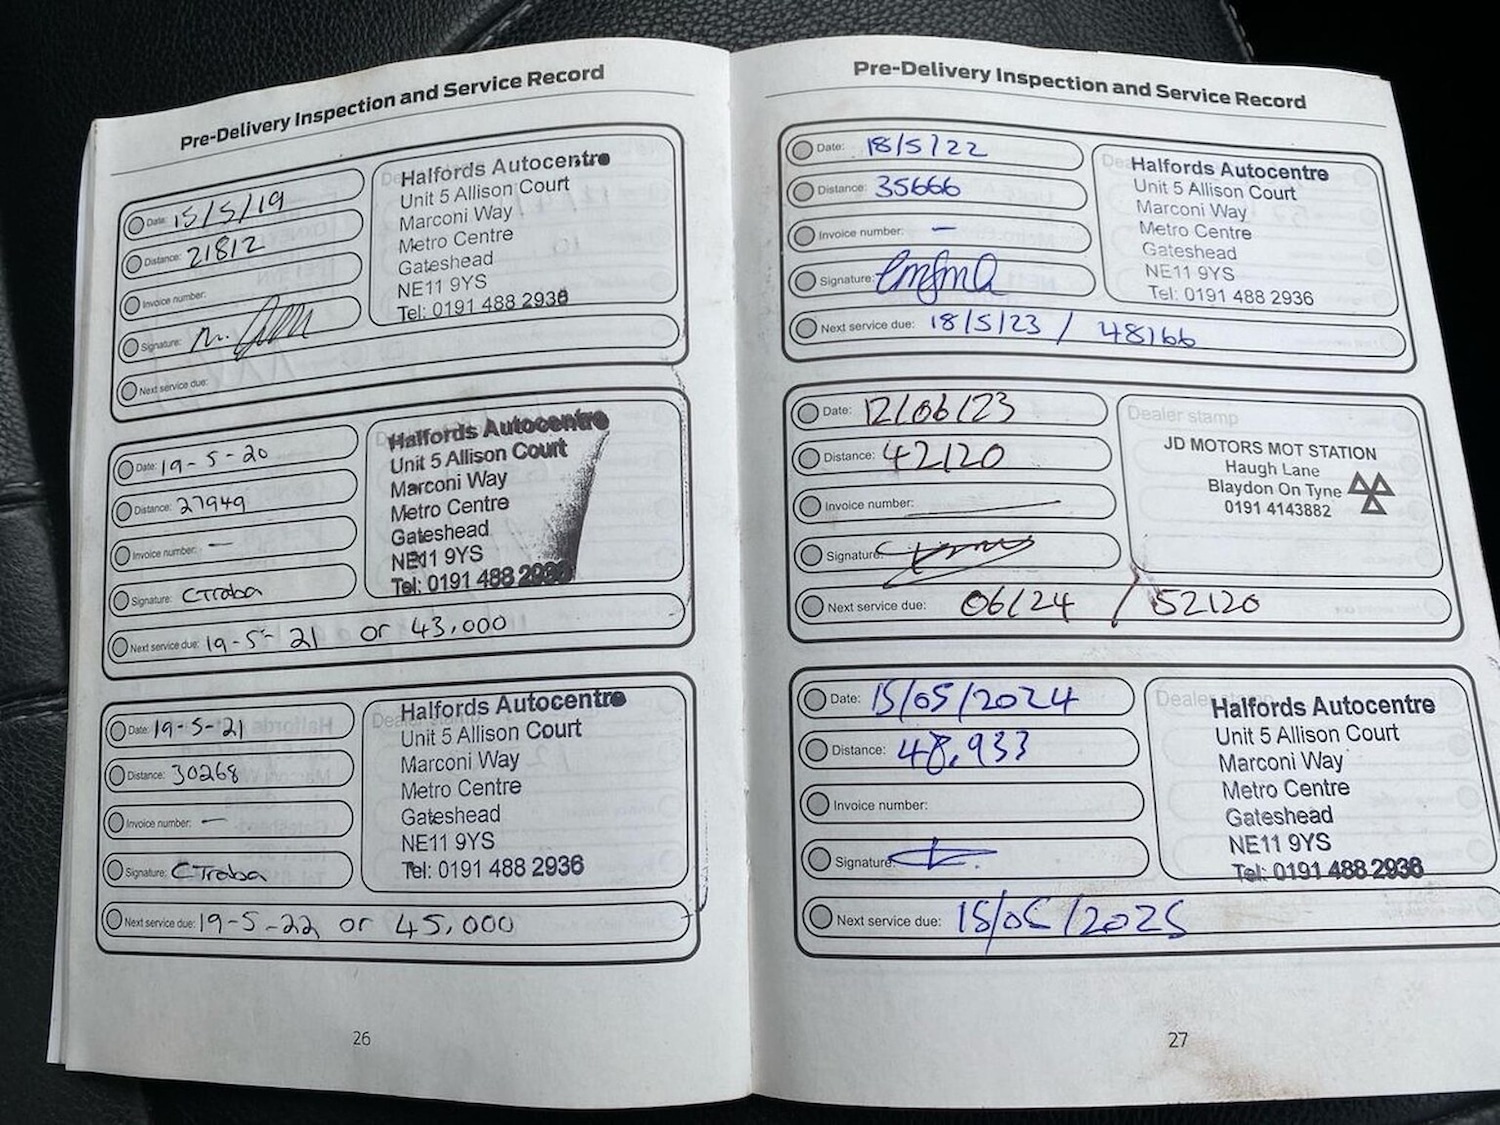 Pre-Delivery Inspection and Service Record
Date: 15/5/19
Distance: 21812
Invoice number:
Signature:
Next service due:
Halfords Autocentre
Unit 5 Allison Court
Marconi Way
Metro Centre
Gateshead
NE11 9YS
Tel: 0191 488 2936
Date: 19-5-20
Distance: 27949
Invoice number: -
Signature: CTraba
Next service due: 19-5-21 or 43,000
Halfords Autocentre
Unit 5 Allison Court
Marconi Way
Metro Centre
Gateshead
NE11 9YS
Tel: 0191 488 2936
Date: 19-5-21
Distance: 30268
Invoice number: -
Signature: CTraba
Next service due: 19-5-22 or 45,000
Halfords Autocentre
Unit 5 Allison Court
Marconi Way
Metro Centre
Gateshead
NE11 9YS
Tel: 0191 488 2936
26
Pre-Delivery Inspection and Service Record
Date: 18/5/22
Distance: 35666
Invoice number: -
Signature:
Next service due: 18/5/23 / 48166
Halfords Autocentre
Unit 5 Allison Court
Marconi Way
Metro Centre
Gateshead
NE11 9YS
Tel: 0191 488 2936
Date: 12/06/23
Distance: 42120
Invoice number:
Signature:
Next service due: 06/24 / 52120
Dealer stamp
JD MOTORS MOT STATION
Haugh Lane
Blaydon On Tyne
0191 4143882
Date: 15/05/2024
Distance: 48,933
Invoice number:
Signature:
Next service due: 15/05/2025
Dealer stamp
Halfords Autocentre
Unit 5 Allison Court
Marconi Way
Metro Centre
Gateshead
NE11 9YS
Tel: 0191 488 2936
27